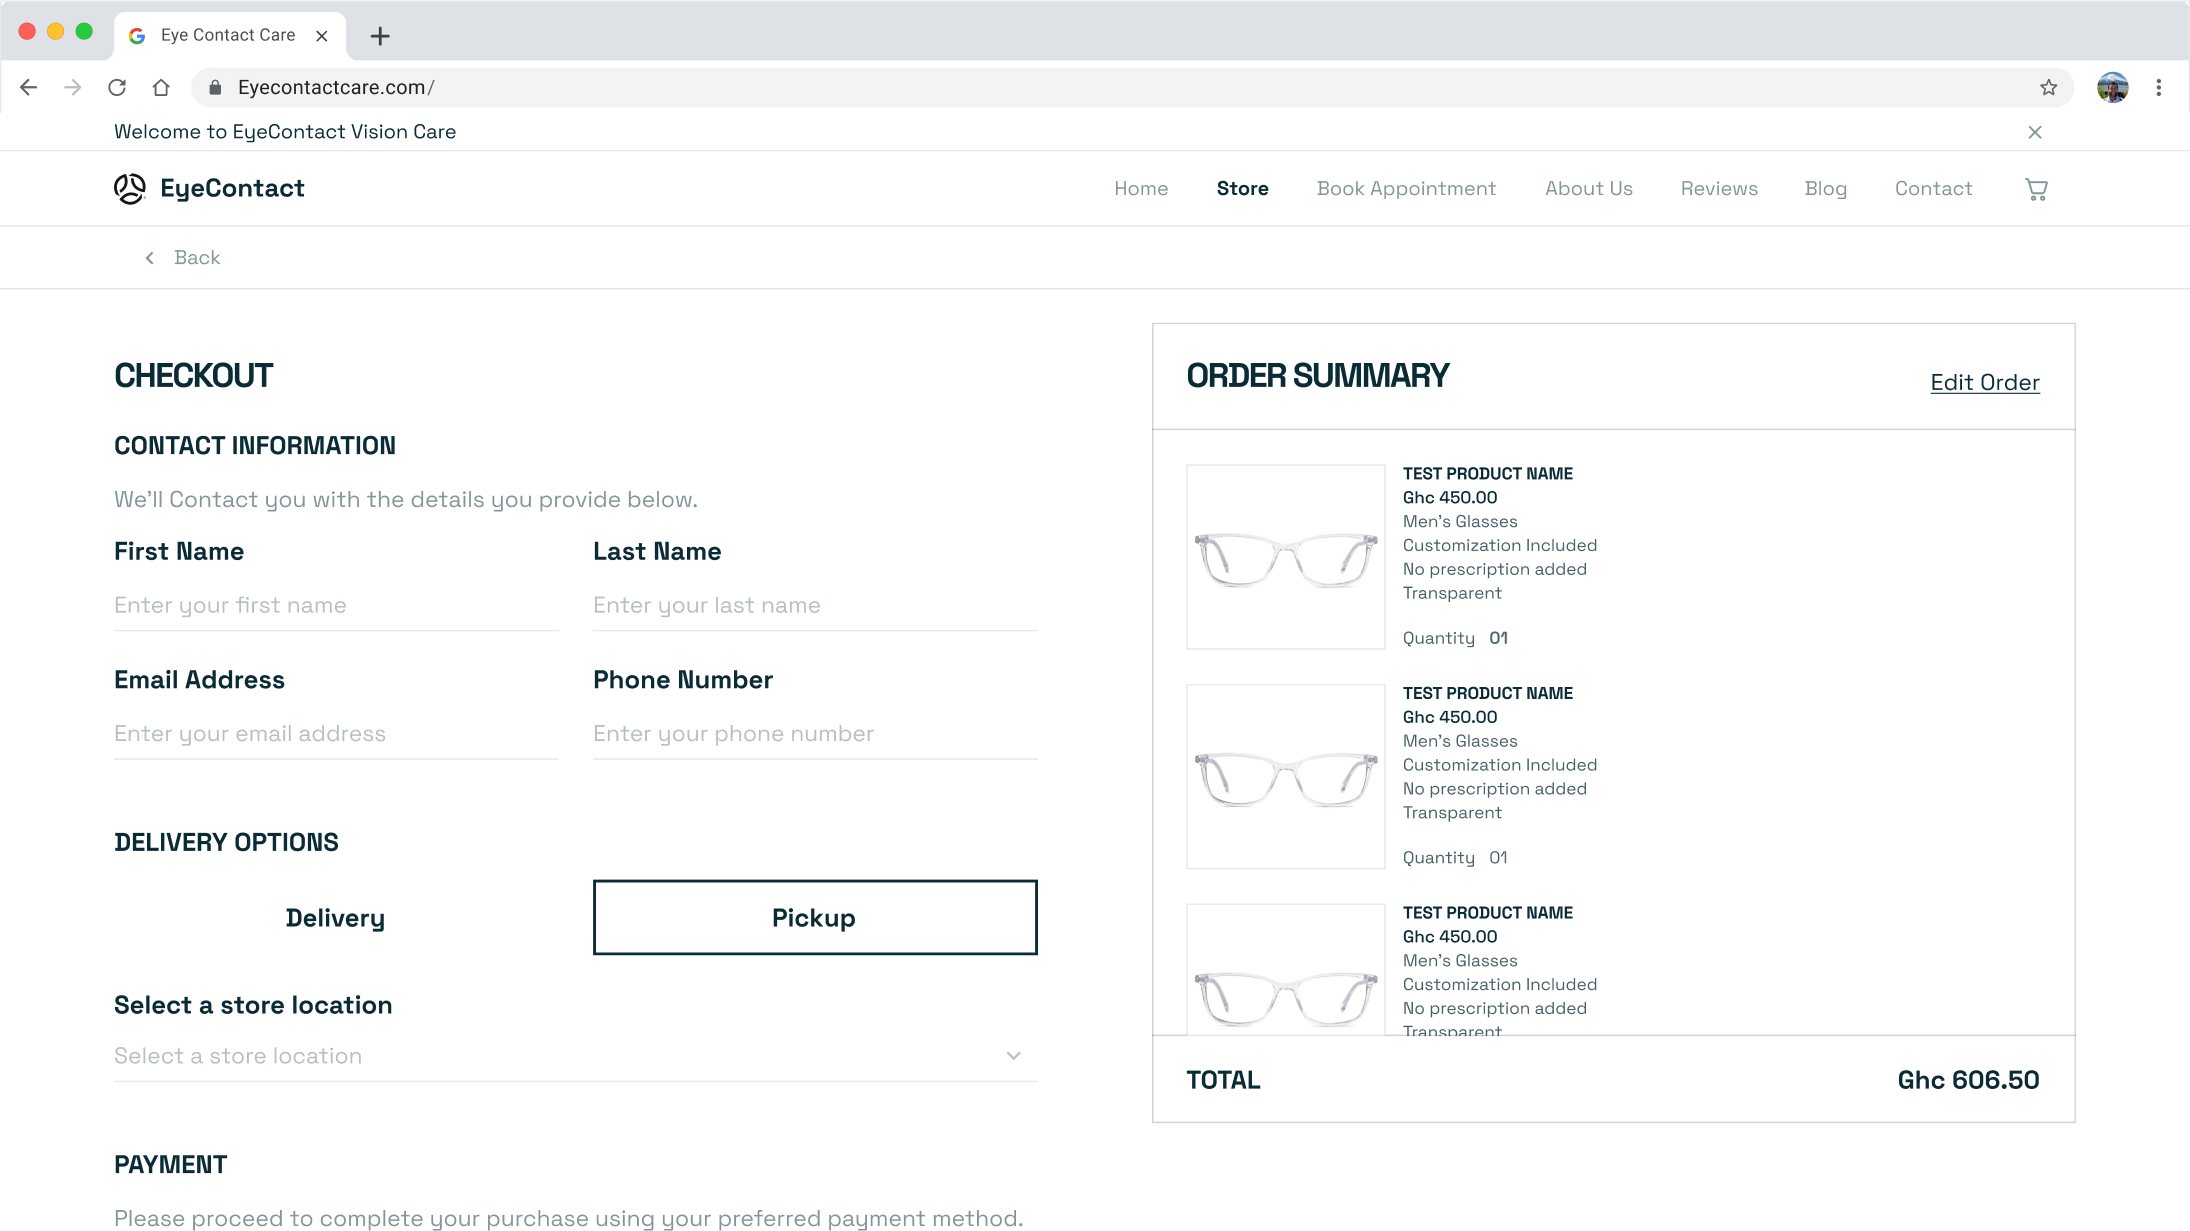 Eye Contact Care
Eyecontactcare.com/
Welcome to EyeContact Vision Care
EyeContact
Home Store Book Appointment About Us Reviews Blog Contact
Back
CHECKOUT
CONTACT INFORMATION
We'll Contact you with the details you provide below.
First Name Last Name
Enter your first name Enter your last name
Email Address Phone Number
Enter your email address Enter your phone number
DELIVERY OPTIONS
Delivery Pickup
Select a store location
Select a store location
PAYMENT
Please proceed to complete your purchase using your preferred payment method.
ORDER SUMMARY
Edit Order
TEST PRODUCT NAME
Ghc 450.00
Men's Glasses
Customization Included
No prescription added
Transparent
Quantity 01
TEST PRODUCT NAME
Ghc 450.00
Men's Glasses
Customization Included
No prescription added
Transparent
Quantity 01
TEST PRODUCT NAME
Ghc 450.00
Men's Glasses
Customization Included
No prescription added
Transparent
TOTAL Ghc 606.50